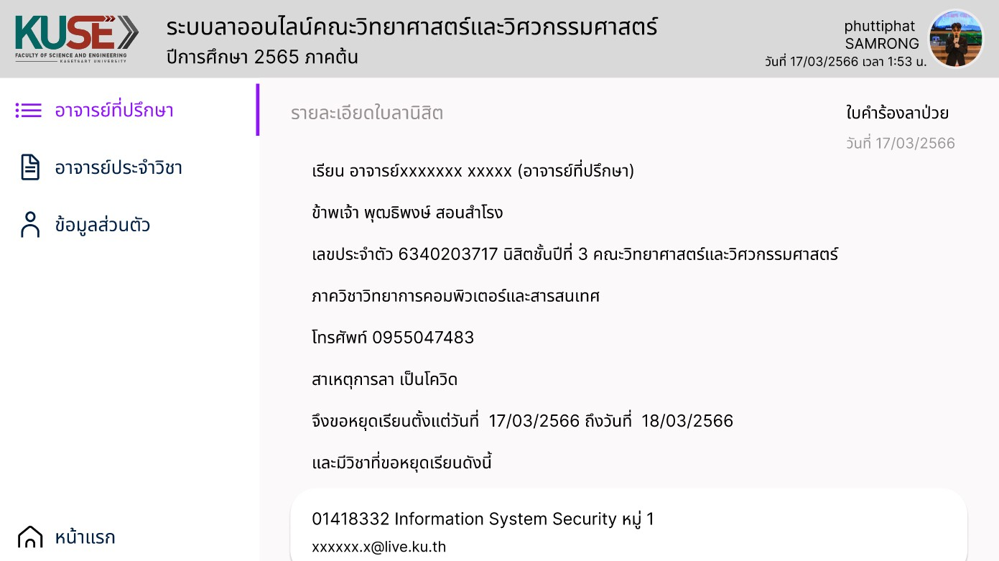 KUSE
FACULTY OF SCIENCE AND ENGINEERING
KASETSART UNIVERSITY
ระบบลาออนไลน์คณะวิทยาศาสตร์และวิศวกรรมศาสตร์
ปีการศึกษา 2565 ภาคต้น
phuttiphat
SAMRONG
วันที่ 17/03/2566 เวลา 1:53 น.
อาจารย์ที่ปรึกษา
อาจารย์ประจำวิชา
ข้อมูลส่วนตัว
หน้าแรก
รายละเอียดใบลานิสิต
ใบคำร้องลาป่วย
วันที่ 17/03/2566
เรียน อาจารย์xxxxxxx xxxxx (อาจารย์ที่ปรึกษา)
ข้าพเจ้า พุฒธิพงษ์ สอนสำโรง
เลขประจำตัว 6340203717 นิสิตชั้นปีที่ 3 คณะวิทยาศาสตร์และวิศวกรรมศาสตร์
ภาควิชาวิทยาการคอมพิวเตอร์และสารสนเทศ
โทรศัพท์ 0955047483
สาเหตุการลา เป็นโควิด
จึงขอหยุดเรียนตั้งแต่วันที่ 17/03/2566 ถึงวันที่ 18/03/2566
และมีวิชาที่ขอหยุดเรียนดังนี้
01418332 Information System Security หมู่ 1
xxxxxx.x@live.ku.th